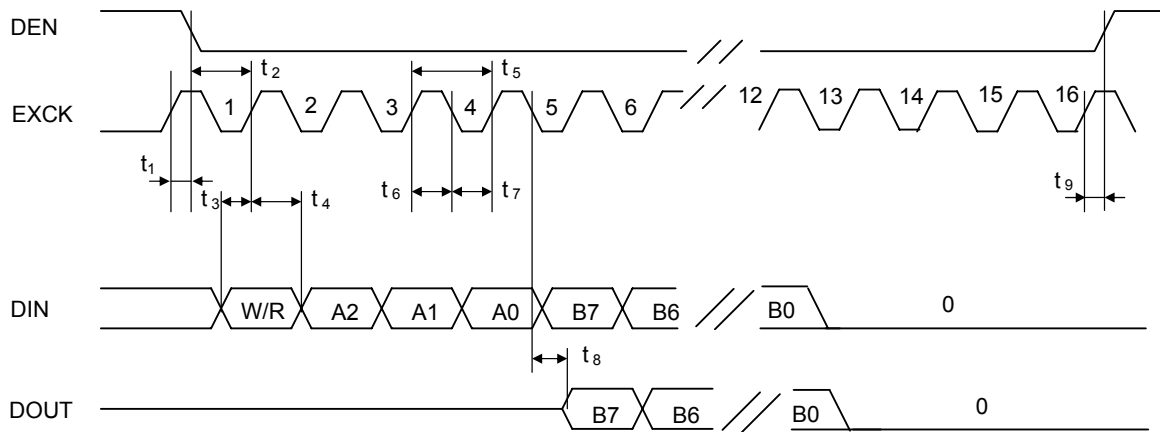 DEN
t2 t5
EXCK 1 2 3 4 5 6 12 13 14 15 16
t1 t3 t4 t6 t7 t9
DIN W/R A2 A1 A0 B7 B6 B0 0
t8
DOUT B7 B6 B0 0